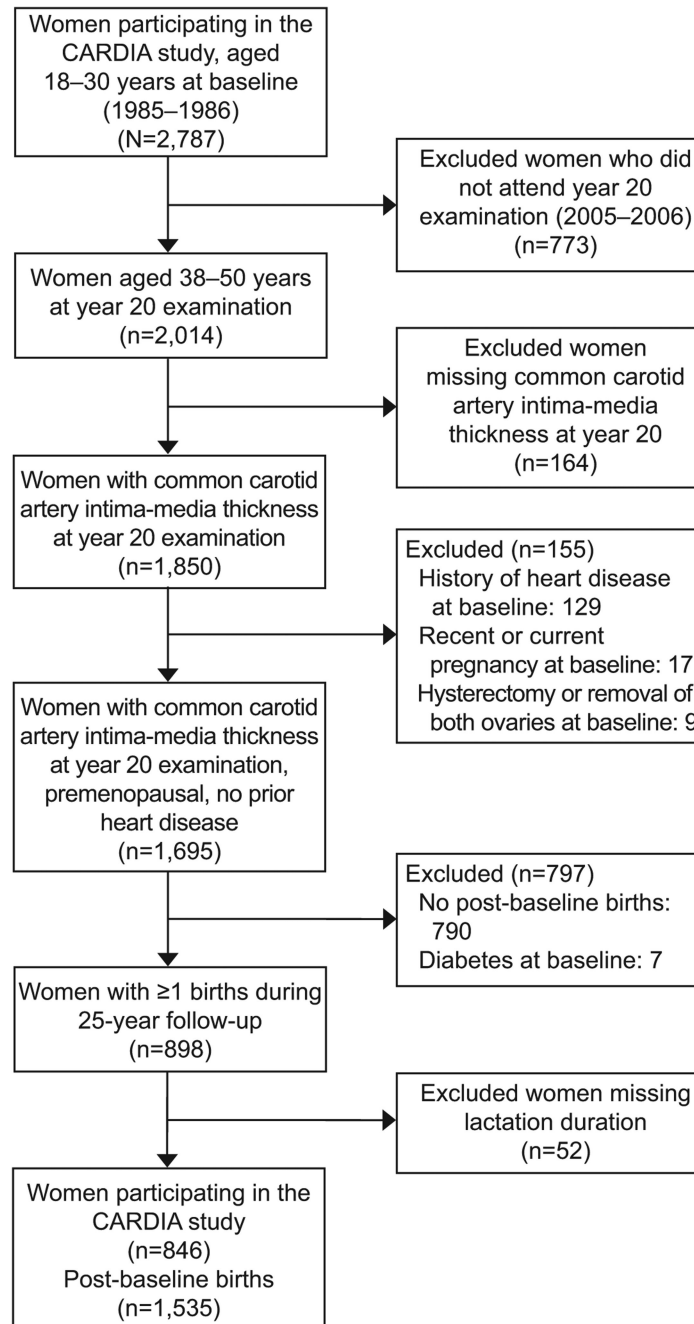 Women participating in the
CARDIA study, aged
18–30 years at baseline
(1985–1986)
(N=2,787)
Excluded women who did
not attend year 20
examination (2005–2006)
(n=773)
Women aged 38–50 years
at year 20 examination
(n=2,014)
Excluded women
missing common carotid
artery intima-media
thickness at year 20
(n=164)
Women with common carotid
artery intima-media thickness
at year 20 examination
(n=1,850)
Excluded (n=155)
History of heart disease
at baseline: 129
Recent or current
pregnancy at baseline: 17
Hysterectomy or removal of
both ovaries at baseline: 9
Women with common carotid
artery intima-media thickness
at year 20 examination,
premenopausal, no prior
heart disease
(n=1,695)
Excluded (n=797)
No post-baseline births:
790
Diabetes at baseline: 7
Women with ≥1 births during
25-year follow-up
(n=898)
Excluded women missing
lactation duration
(n=52)
Women participating in the
CARDIA study
(n=846)
Post-baseline births
(n=1,535)